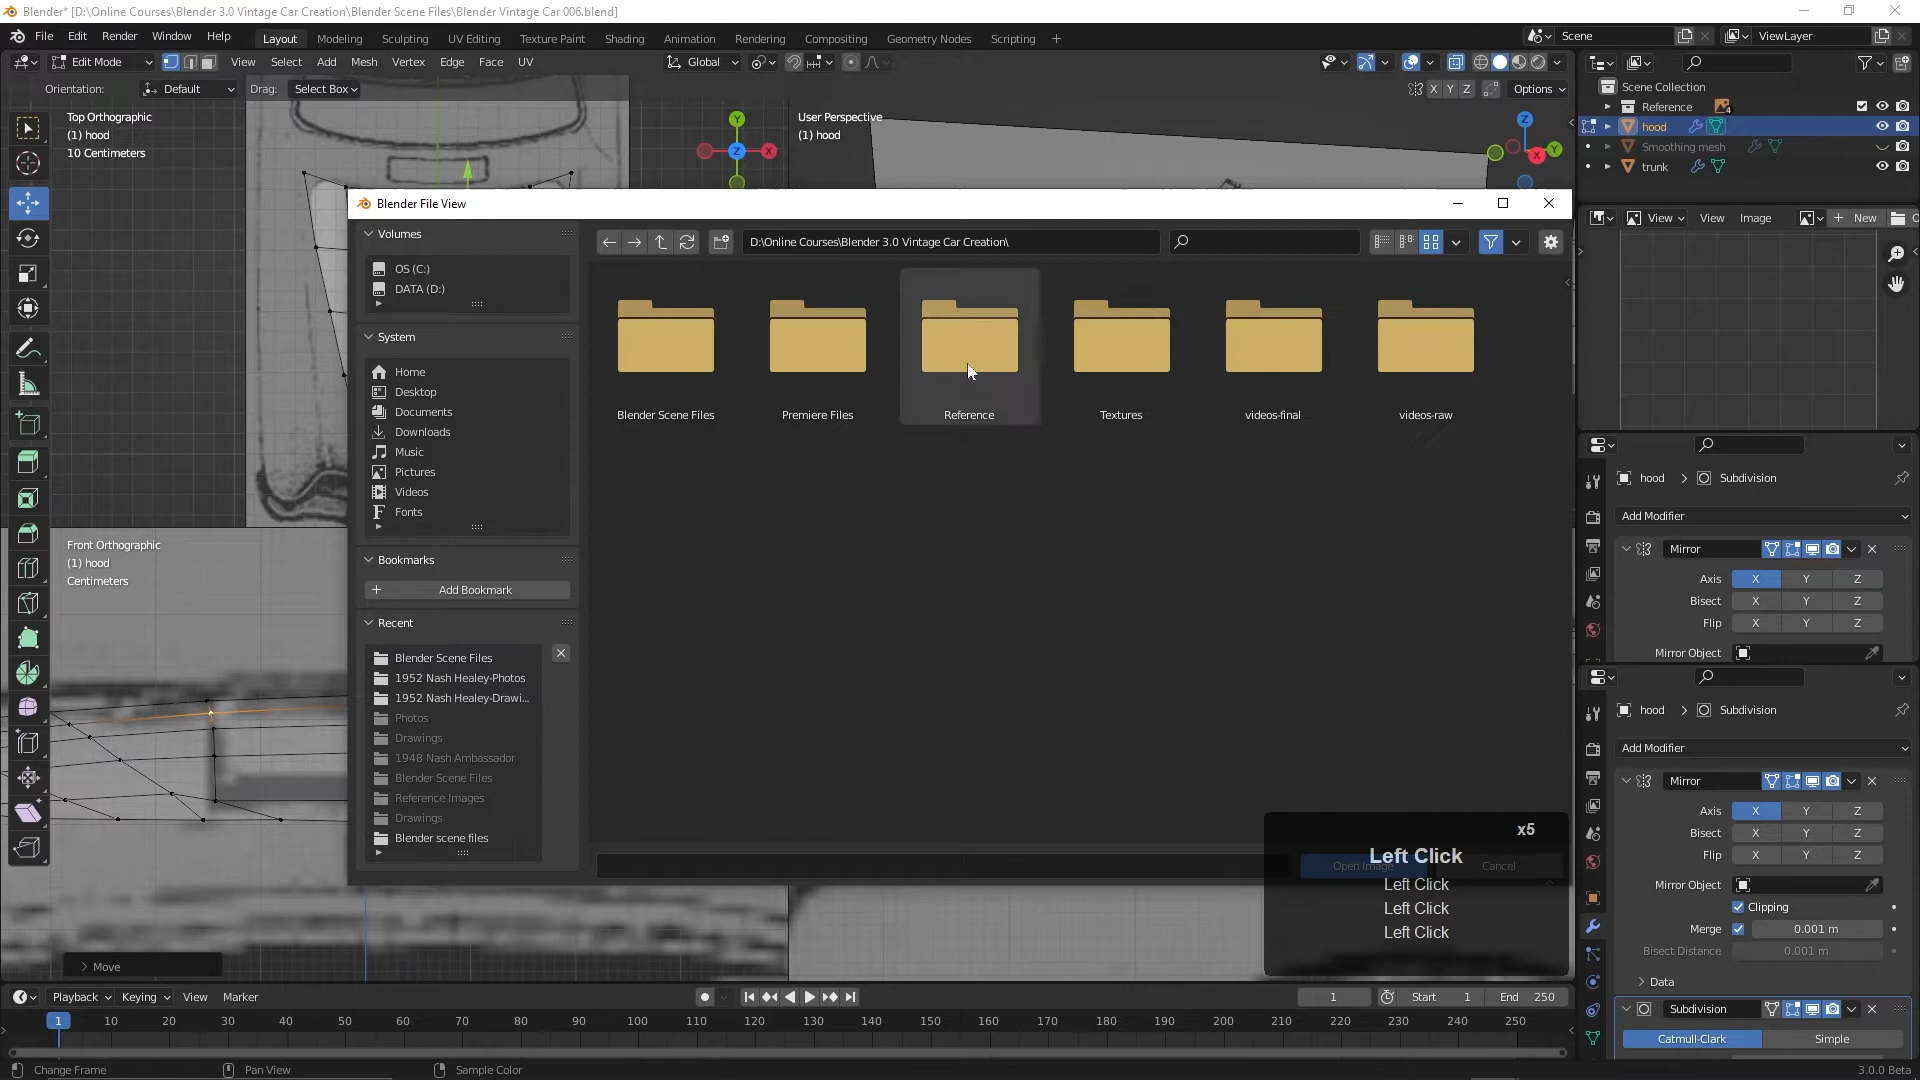 Blender* [D:\Online Courses\Blender 3.0 Vintage Car Creation\Blender Scene Files\Blender Vintage Car 006.blend]
File Edit Render Window Help
Layout Modeling Sculpting UV Editing Texture Paint Shading Animation Rendering Compositing Geometry Nodes Scripting +
Scene
ViewLayer
Edit Mode View Select Add Mesh Vertex Edge Face UV
Global
Orientation: Default Drag: Select Box
X Y Z Options
Scene Collection
Reference
hood
Smoothing mesh
trunk
Top Orthographic
(1) hood
10 Centimeters
User Perspective
(1) hood
Y
Z
X
Z
Y
X
Blender File View
Volumes
OS (C:)
DATA (D:)
D:\Online Courses\Blender 3.0 Vintage Car Creation\
System
Home
Desktop
Documents
Downloads
Music
Pictures
Videos
Fonts
Blender Scene Files
Premiere Files
Reference
Textures
videos-final
videos-raw
Bookmarks
Add Bookmark
Recent
Blender Scene Files
1952 Nash Healey-Photos
1952 Nash Healey-Drawi...
Photos
Drawings
1948 Nash Ambassador
Blender Scene Files
Reference Images
Drawings
Blender scene files
Open Image
Cancel
x5
Left Click
Left Click
Left Click
Left Click
Front Orthographic
(1) hood
Centimeters
Move
View View Image New
hood > Subdivision
Add Modifier
Mirror
Axis X Y Z
Bisect X Y Z
Flip X Y Z
Mirror Object
hood > Subdivision
Add Modifier
Mirror
Axis X Y Z
Bisect X Y Z
Flip X Y Z
Mirror Object
Clipping
Merge 0.001 m
Bisect Distance 0.001 m
Data
Subdivision
Catmull-Clark Simple
Playback Keying View Marker
1 Start 1 End 250
1 10 20 30 40 50 60 70 80 90 100 110 120 130 140 150 160 170 180 190 200 210 220 230 240 250
Change Frame Pan View Sample Color
3.0.0 Beta